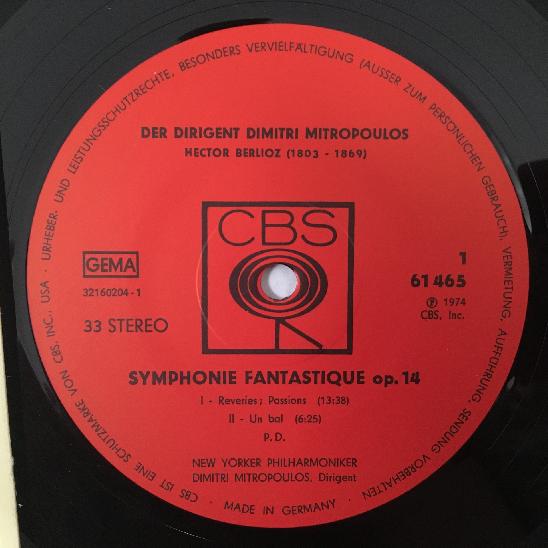 URHEBER. UND LEISTUNGSSCHUTZRECHTE, BESONDERS VERVIELFÄLTIGUNG (AUSSER ZUM PERSÖNLICHEN GEBRAUCH), VERMIETUNG, AUFFÜHRUNG, SENDUNG VORBEHALTEN
DER DIRIGENT DIMITRI MITROPOULOS
HECTOR BERLIOZ (1803 - 1869)
CBS
GEMA
32160204-1
33 STEREO
1
61 465
Ⓟ 1974
CBS, Inc.
SYMPHONIE FANTASTIQUE op. 14
I - Reveries; Passions (13:38)
II - Un bal (6:25)
P.D.
NEW YORKER PHILHARMONIKER
DIMITRI MITROPOULOS, Dirigent
CBS IST EINE SCHUTZMARKE VON CBS, INC., USA
· MADE IN GERMANY ·